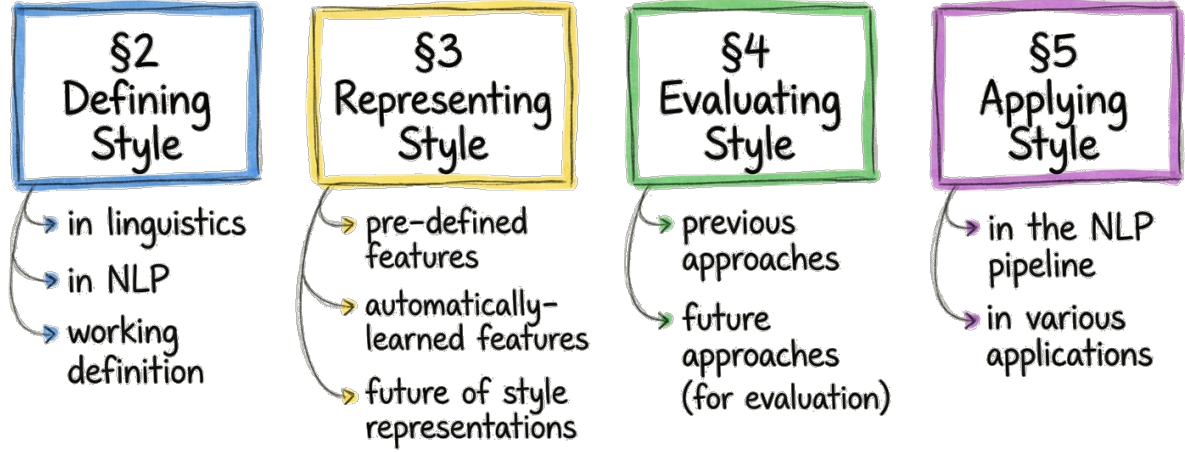 §2
Defining
Style
in linguistics
in NLP
working
definition
§3
Representing
Style
pre-defined
features
automatically-
learned features
future of style
representations
§4
Evaluating
Style
previous
approaches
future
approaches
(for evaluation)
§5
Applying
Style
in the NLP
pipeline
in various
applications